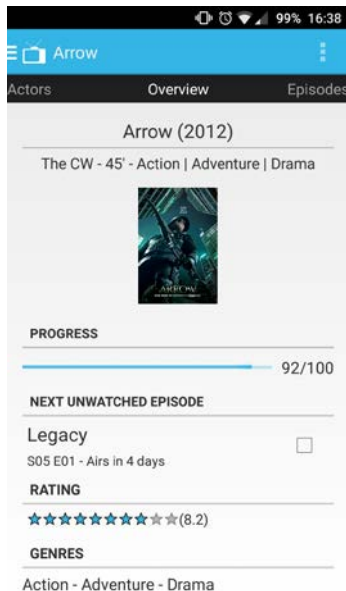 99% 16:38
Arrow
Actors Overview Episodes
Arrow (2012)
The CW - 45' - Action | Adventure | Drama
ARROW
PROGRESS
92/100
NEXT UNWATCHED EPISODE
Legacy
S05 E01 - Airs in 4 days
RATING
(8.2)
GENRES
Action - Adventure - Drama